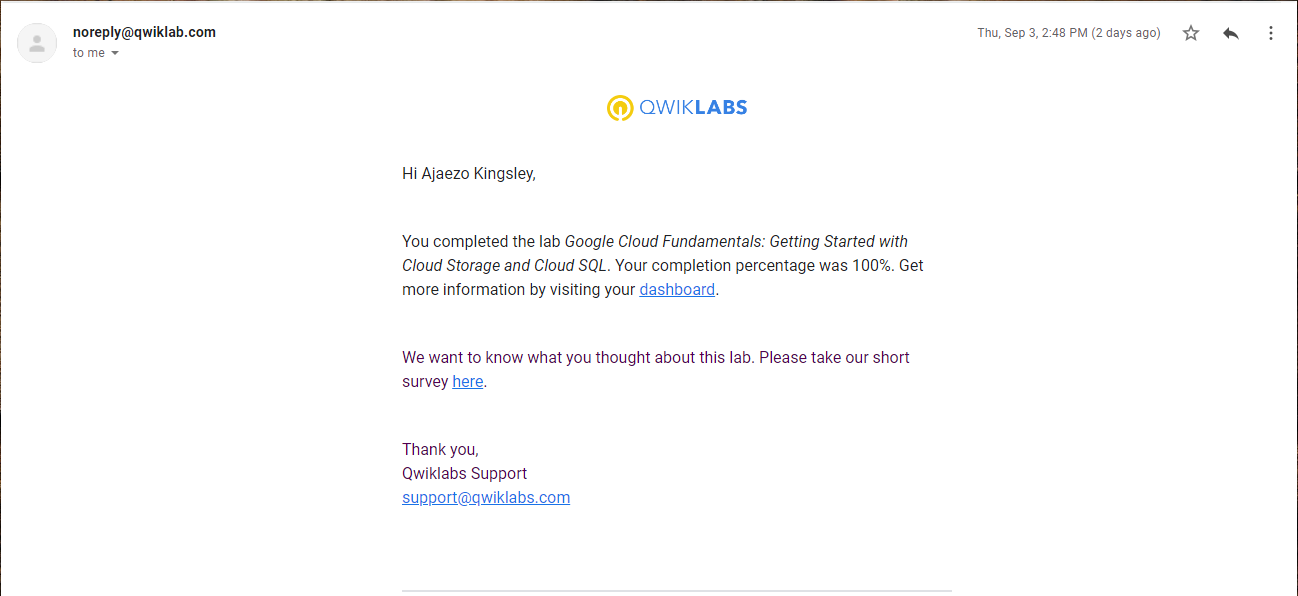 noreply@qwiklab.com
Thu, Sep 3, 2:48 PM (2 days ago)
to me
QWIKLABS
Hi Ajaezo Kingsley,
You completed the lab Google Cloud Fundamentals: Getting Started with
Cloud Storage and Cloud SQL. Your completion percentage was 100%. Get
more information by visiting your dashboard.
We want to know what you thought about this lab. Please take our short
survey here.
Thank you,
Qwiklabs Support
support@qwiklabs.com